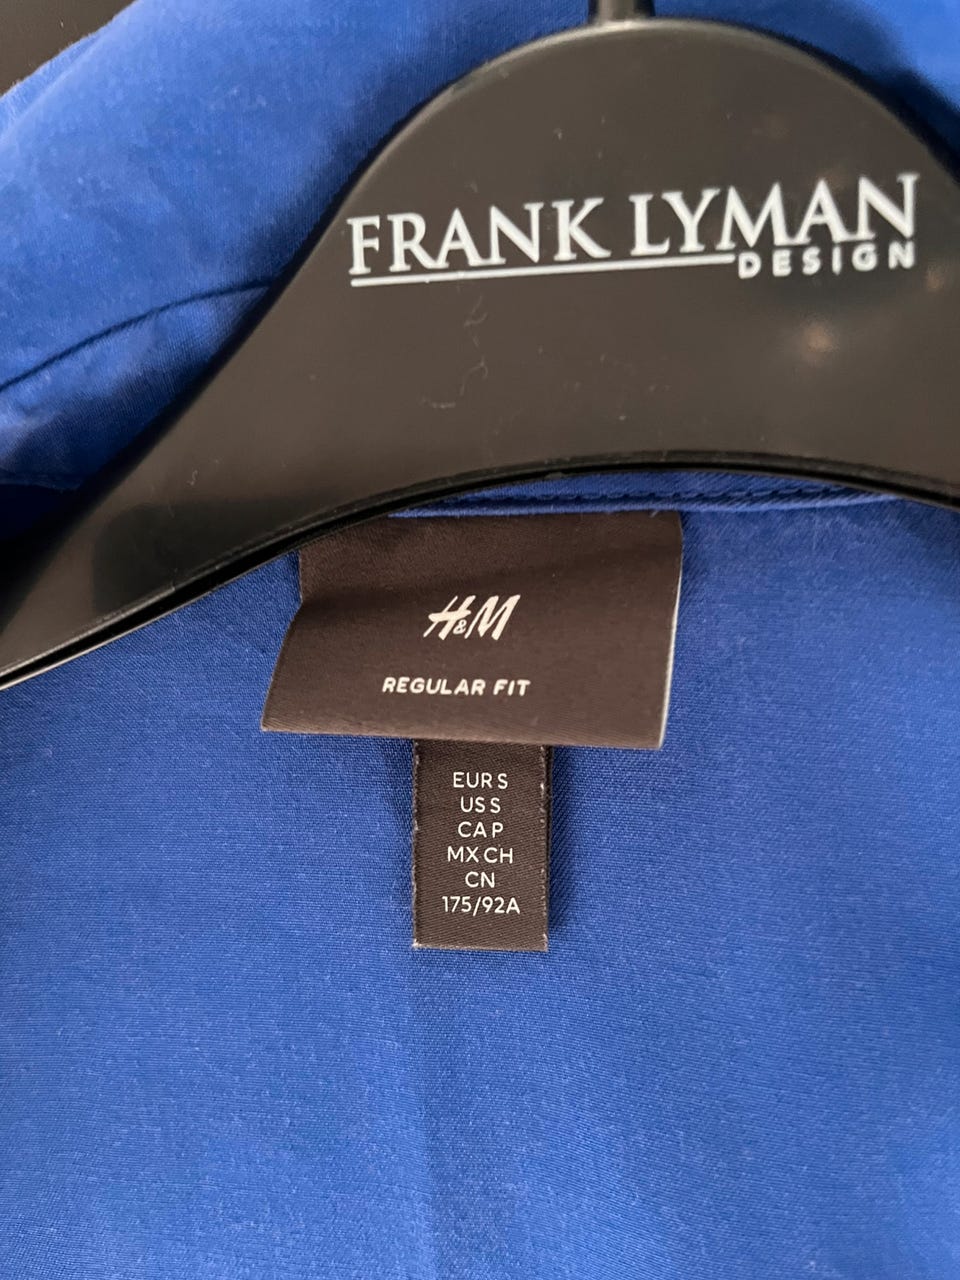 FRANK LYMAN
DESIGN
H&M
REGULAR FIT
EUR S
US S
CA P
MX CH
CN
175/92A